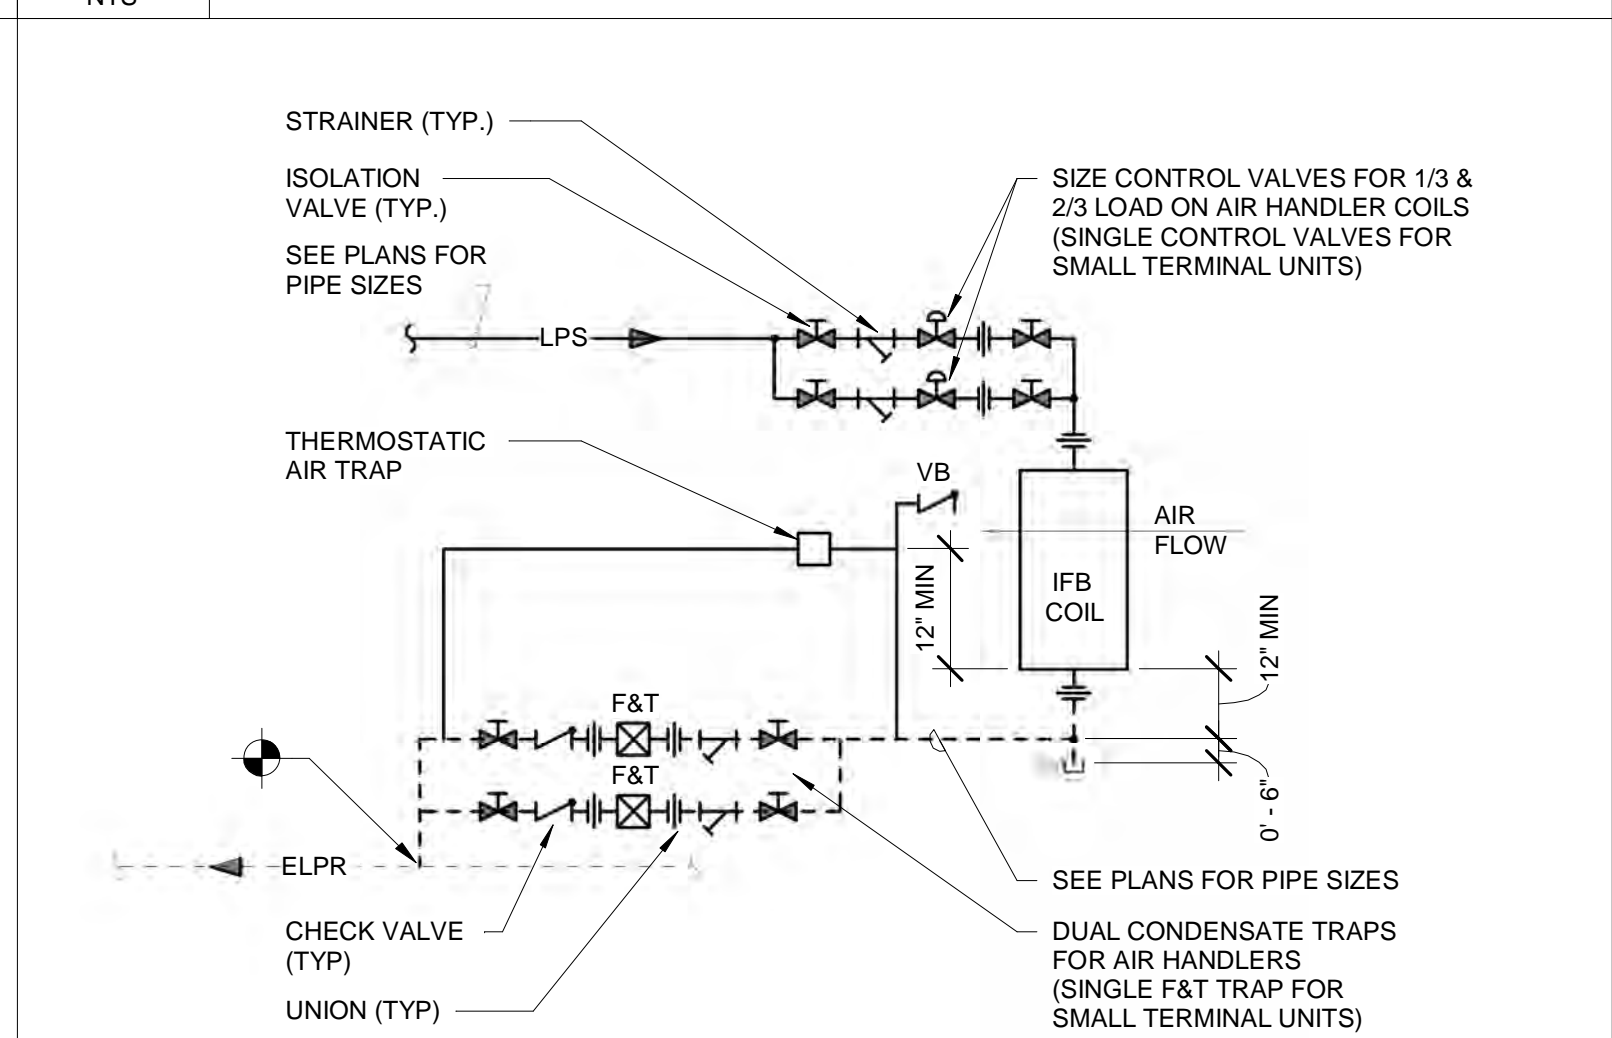 NTS
STRAINER (TYP.)
ISOLATION
VALVE (TYP.)
SEE PLANS FOR
PIPE SIZES
SIZE CONTROL VALVES FOR 1/3 &
2/3 LOAD ON AIR HANDLER COILS
(SINGLE CONTROL VALVES FOR
SMALL TERMINAL UNITS)
LPS
THERMOSTATIC
AIR TRAP
VB
AIR
FLOW
12" MIN
IFB
COIL
12" MIN
0' - 6"
F&T
F&T
ELPR
SEE PLANS FOR PIPE SIZES
CHECK VALVE
(TYP)
UNION (TYP)
DUAL CONDENSATE TRAPS
FOR AIR HANDLERS
(SINGLE F&T TRAP FOR
SMALL TERMINAL UNITS)